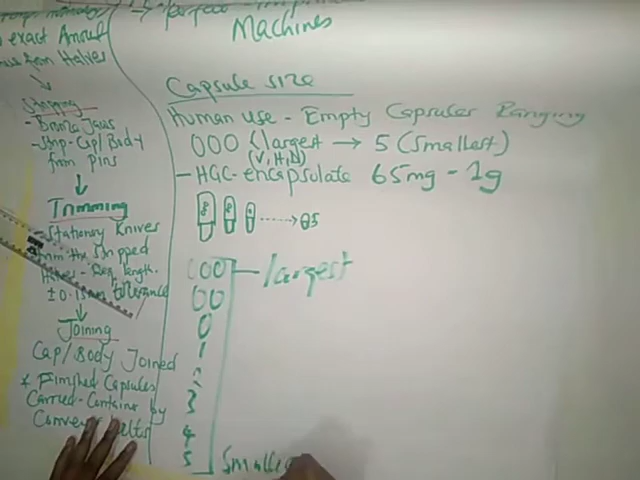 exact Amount
from Halves
Stripping
- Bronze Jaws
- Strip - Cap/Body
from pins
Trimming
- Stationary Knives
Trim the stripped
Halves - Req. length.
± 0.15mm tolerance
Joining
Cap/Body Joined
* Finished Capsules
Carried - Container by
Conveyor belts
Machines
Capsule size
Human use - Empty Capsules Ranging
000 (largest → 5 (Smallest)
(V, H, D)
- HGC - encapsulate 65mg - 1g
000 - largest
00
0
1
2
3
4
5 Smalle